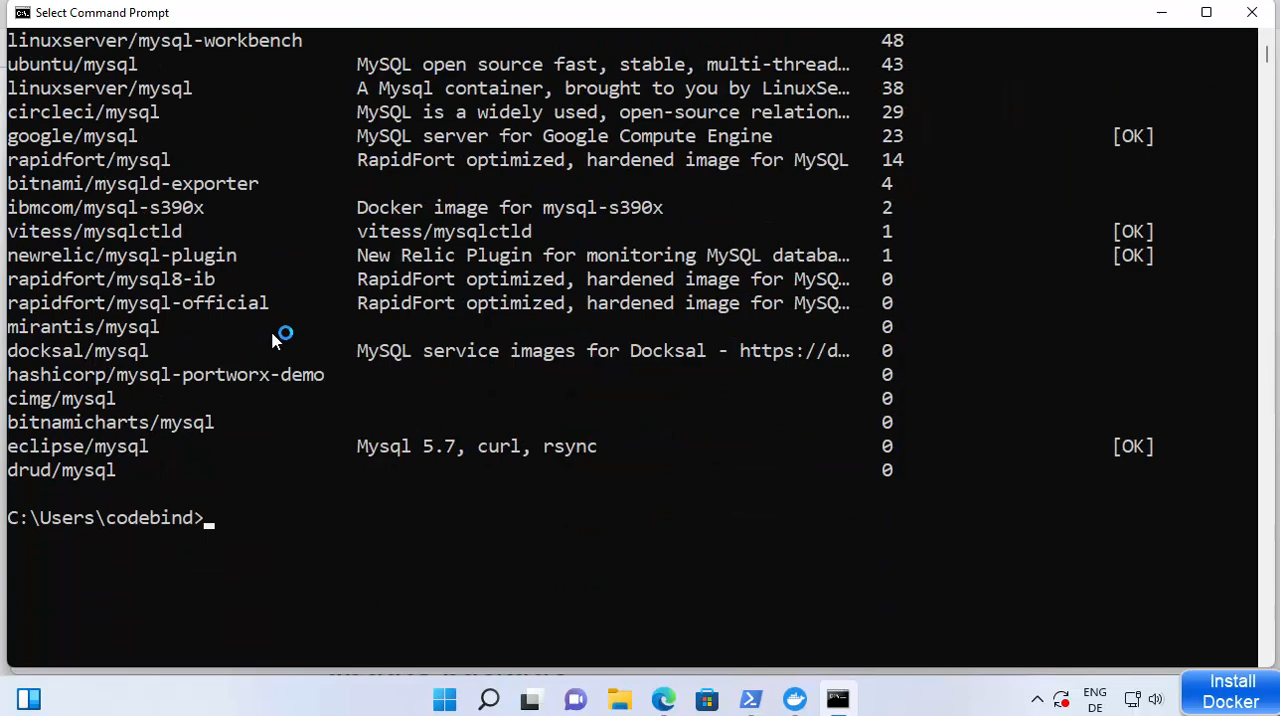 Select Command Prompt
linuxserver/mysql-workbench 48
ubuntu/mysql MySQL open source fast, stable, multi-thread… 43
linuxserver/mysql A Mysql container, brought to you by LinuxSe… 38
circleci/mysql MySQL is a widely used, open-source relation… 29
google/mysql MySQL server for Google Compute Engine 23 [OK]
rapidfort/mysql RapidFort optimized, hardened image for MySQL 14
bitnami/mysqld-exporter 4
ibmcom/mysql-s390x Docker image for mysql-s390x 2
vitess/mysqlctld vitess/mysqlctld 1 [OK]
newrelic/mysql-plugin New Relic Plugin for monitoring MySQL databa… 1 [OK]
rapidfort/mysql8-ib RapidFort optimized, hardened image for MySQ… 0
rapidfort/mysql-official RapidFort optimized, hardened image for MySQ… 0
mirantis/mysql 0
docksal/mysql MySQL service images for Docksal - https://d… 0
hashicorp/mysql-portworx-demo 0
cimg/mysql 0
bitnamicharts/mysql 0
eclipse/mysql Mysql 5.7, curl, rsync 0 [OK]
drud/mysql 0
C:\Users\codebind>
ENG
DE
Install
Docker